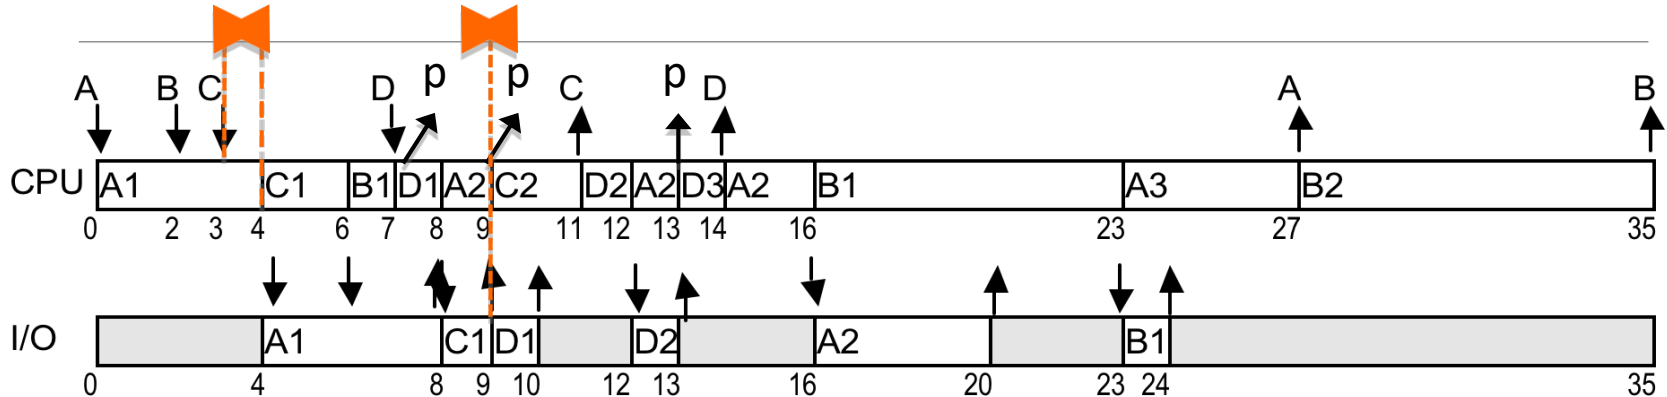 p p p
A B C D C D A B
CPU A1 C1 B1 D1 A2 C2 D2 A2 D3 A2 B1 A3 B2
0 2 3 4 6 7 8 9 11 12 13 14 16 23 27 35
I/O A1 C1 D1 D2 A2 B1
0 4 8 9 10 12 13 16 20 23 24 35